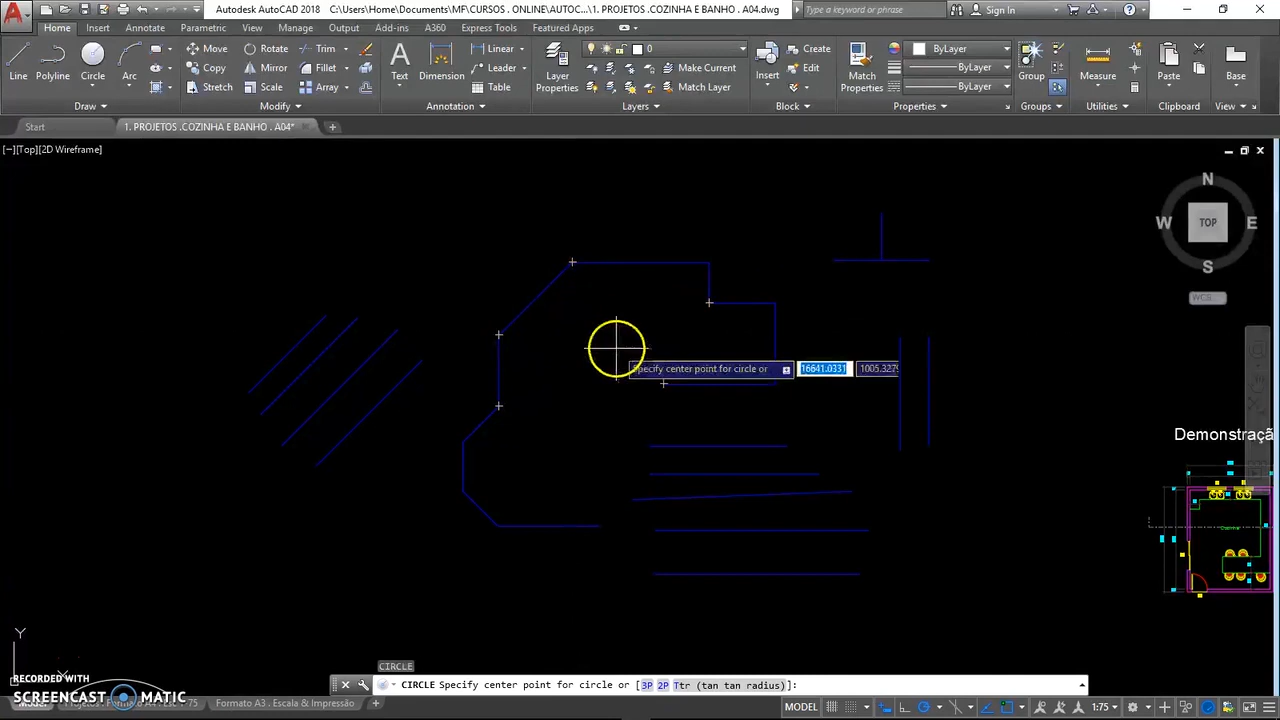 Autodesk AutoCAD 2018 C:\Users\Home\Documents\MF\CURSOS . ONLINE\AUTOC...\1. PROJETOS .COZINHA E BANHO . A04.dwg
Type a keyword or phrase
Sign In
Home Insert Annotate Parametric View Manage Output Add-ins A360 Express Tools Featured Apps
Line Polyline Circle Arc
Move Rotate Trim
Copy Mirror Fillet
Stretch Scale Array
Text Dimension
Linear
Leader
Table
Layer Properties
0
Make Current
Match Layer
Insert
Create
Edit
Match Properties
ByLayer
ByLayer
ByLayer
Group
Measure
Paste
Base
Draw Modify Annotation Layers Block Properties Groups Utilities Clipboard View
Start 1. PROJETOS .COZINHA E BANHO . A04*
[−][Top][2D Wireframe]
N
W TOP E
S
WCS
Specify center point for circle or 16641.0331 1005.3279
Demonstraçã
Y
CIRCLE
RECORDED WITH
SCREENCAST MATIC
CIRCLE Specify center point for circle or [3P 2P Ttr (tan tan radius)]:
Model Formato A3 . Escala & Impressão
MODEL 1:75